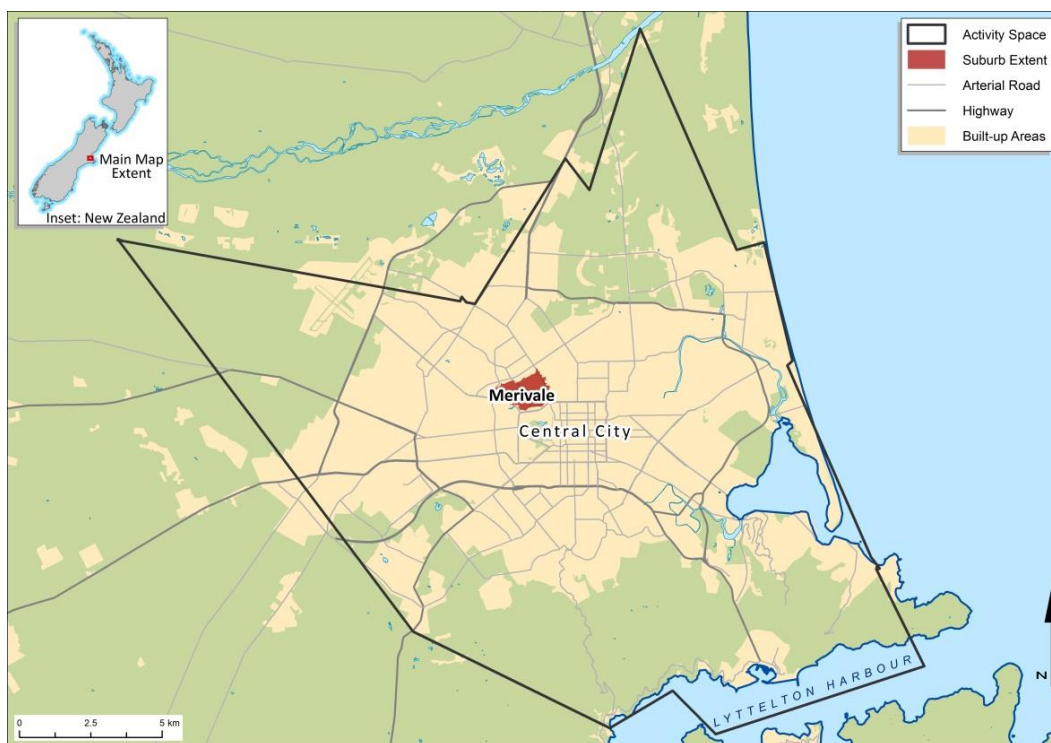 Main Map
Extent
Inset: New Zealand
Activity Space
Suburb Extent
Arterial Road
Highway
Built-up Areas
Merivale
Central City
LYTTELTON HARBOUR
N
0 2.5 5 km